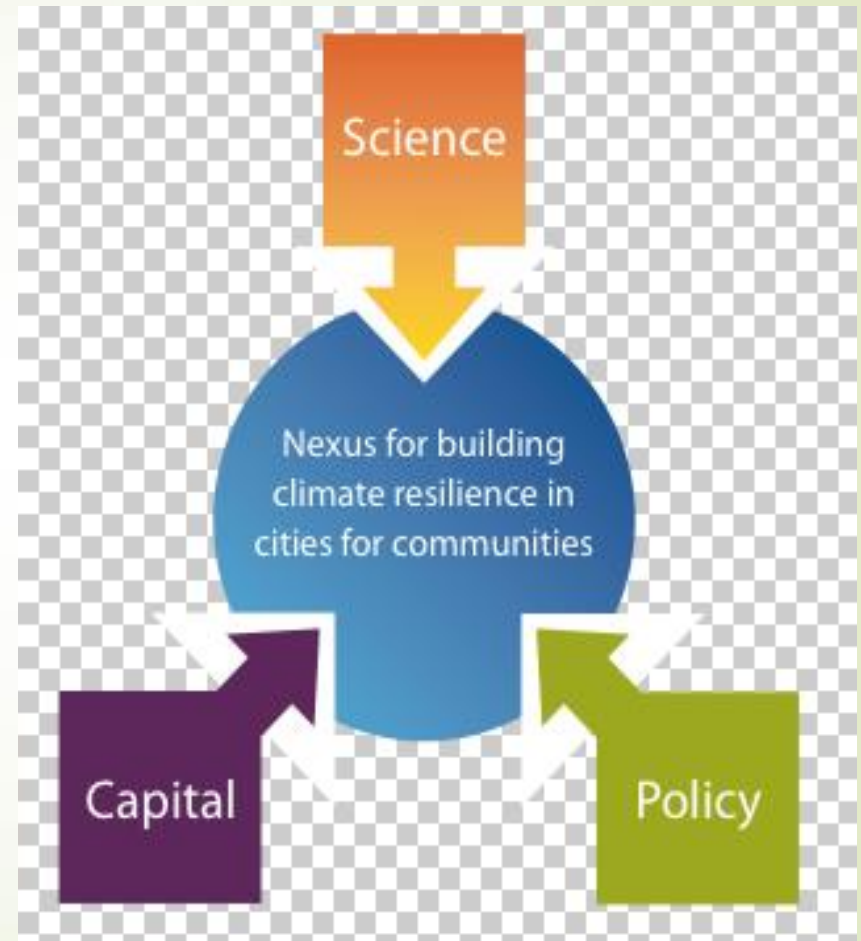 Science
Nexus for building
climate resilience in
cities for communities
Capital
Policy